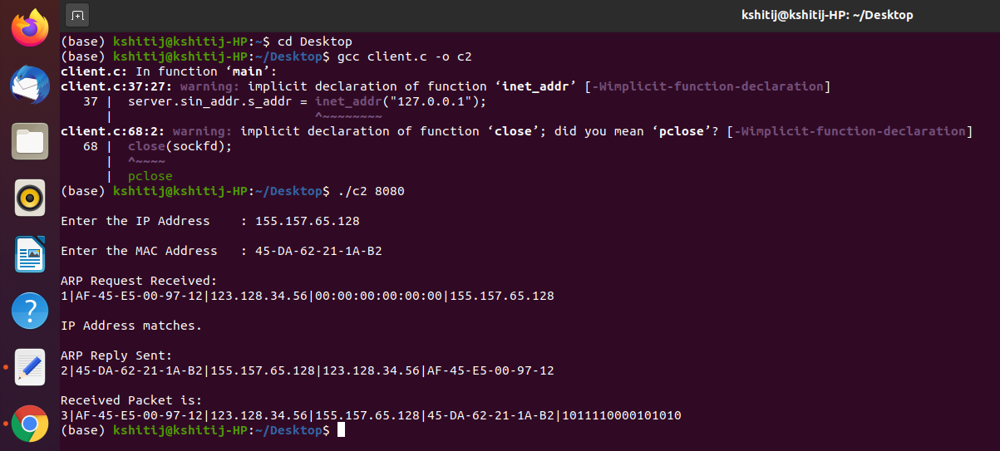 kshitij@kshitij-HP: ~/Desktop
(base) kshitij@kshitij-HP:~$ cd Desktop
(base) kshitij@kshitij-HP:~/Desktop$ gcc client.c -o c2
client.c: In function ‘main’:
client.c:37:27: warning: implicit declaration of function ‘inet_addr’ [-Wimplicit-function-declaration]
   37 |  server.sin_addr.s_addr = inet_addr("127.0.0.1");
      |                           ^~~~~~~~~
client.c:68:2: warning: implicit declaration of function ‘close’; did you mean ‘pclose’? [-Wimplicit-function-declaration]
   68 |  close(sockfd);
      |  ^~~~~
      |  pclose
(base) kshitij@kshitij-HP:~/Desktop$ ./c2 8080
Enter the IP Address    : 155.157.65.128
Enter the MAC Address   : 45-DA-62-21-1A-B2
ARP Request Received:
1|AF-45-E5-00-97-12|123.128.34.56|00:00:00:00:00:00|155.157.65.128
IP Address matches.
ARP Reply Sent:
2|45-DA-62-21-1A-B2|155.157.65.128|123.128.34.56|AF-45-E5-00-97-12
Received Packet is:
3|AF-45-E5-00-97-12|123.128.34.56|155.157.65.128|45-DA-62-21-1A-B2|1011110000101010
(base) kshitij@kshitij-HP:~/Desktop$